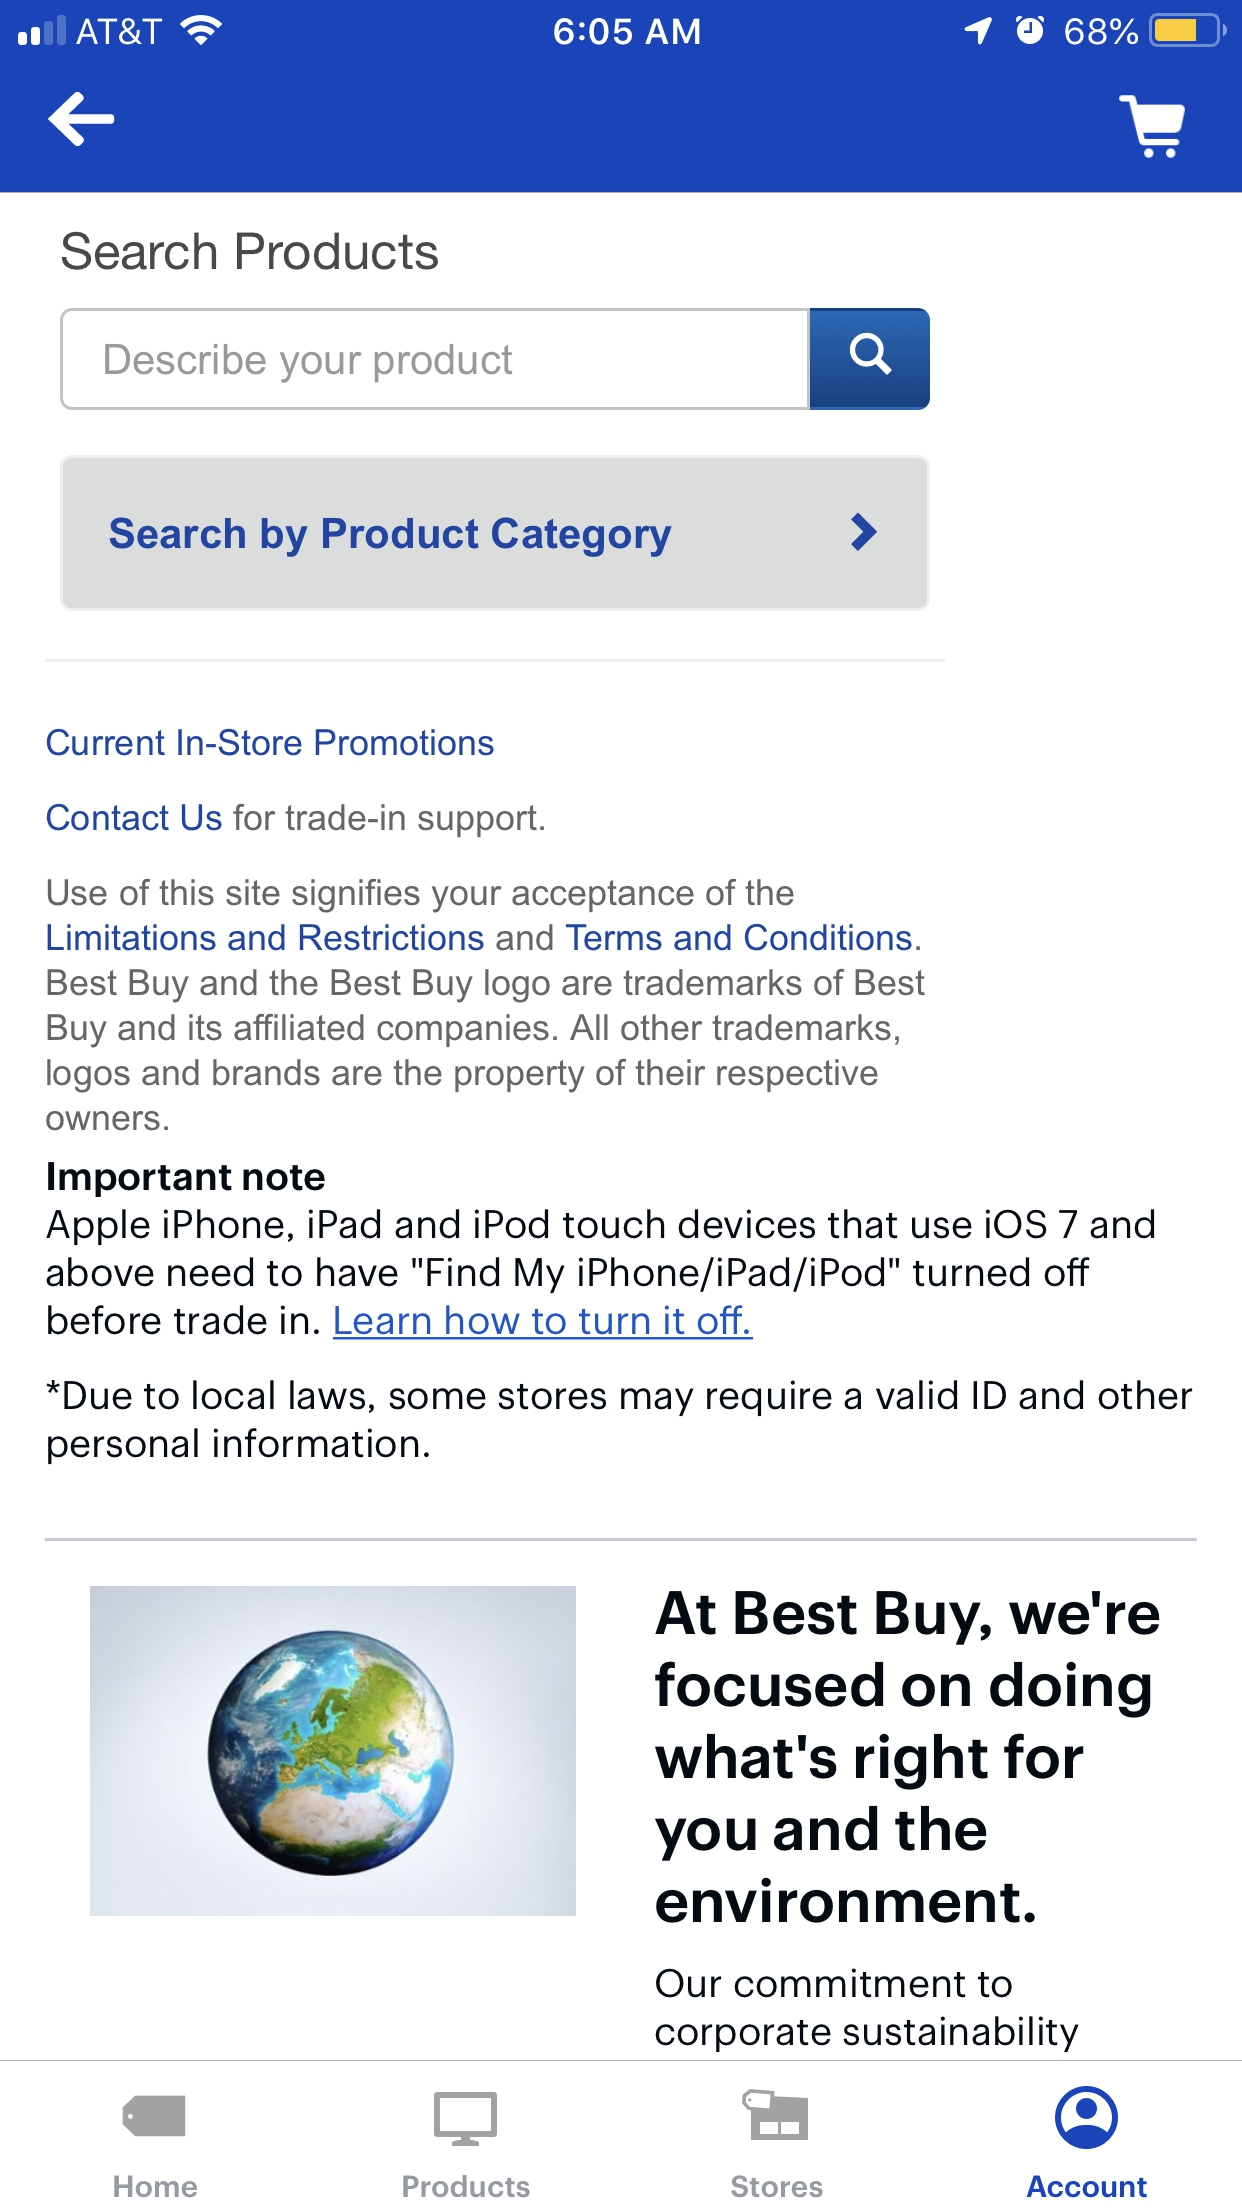 AT&T 6:05 AM 68%
Search Products
Describe your product
Search by Product Category
Current In-Store Promotions
Contact Us for trade-in support.
Use of this site signifies your acceptance of the
Limitations and Restrictions and Terms and Conditions.
Best Buy and the Best Buy logo are trademarks of Best
Buy and its affiliated companies. All other trademarks,
logos and brands are the property of their respective
owners.
Important note
Apple iPhone, iPad and iPod touch devices that use iOS 7 and
above need to have "Find My iPhone/iPad/iPod" turned off
before trade in. Learn how to turn it off.
*Due to local laws, some stores may require a valid ID and other
personal information.
At Best Buy, we're
focused on doing
what's right for
you and the
environment.
Our commitment to
corporate sustainability
Home Products Stores Account